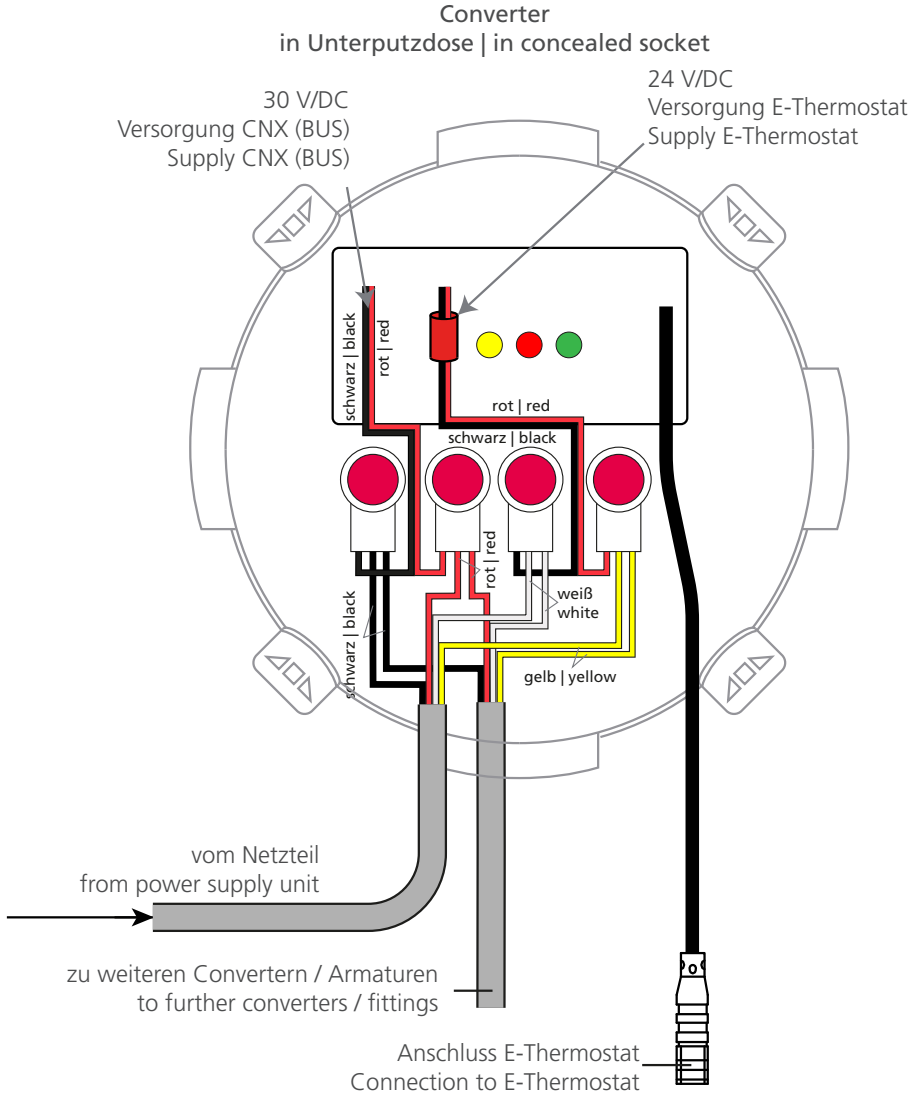 Converter
in Unterputzdose | in concealed socket
30 V/DC
Versorgung CNX (BUS)
Supply CNX (BUS)
24 V/DC
Versorgung E-Thermostat
Supply E-Thermostat
schwarz | black
rot | red
rot | red
schwarz | black
rot | red
weiß
white
schwarz | black
gelb | yellow
vom Netzteil
from power supply unit
zu weiteren Convertern / Armaturen
to further converters / fittings
Anschluss E-Thermostat
Connection to E-Thermostat